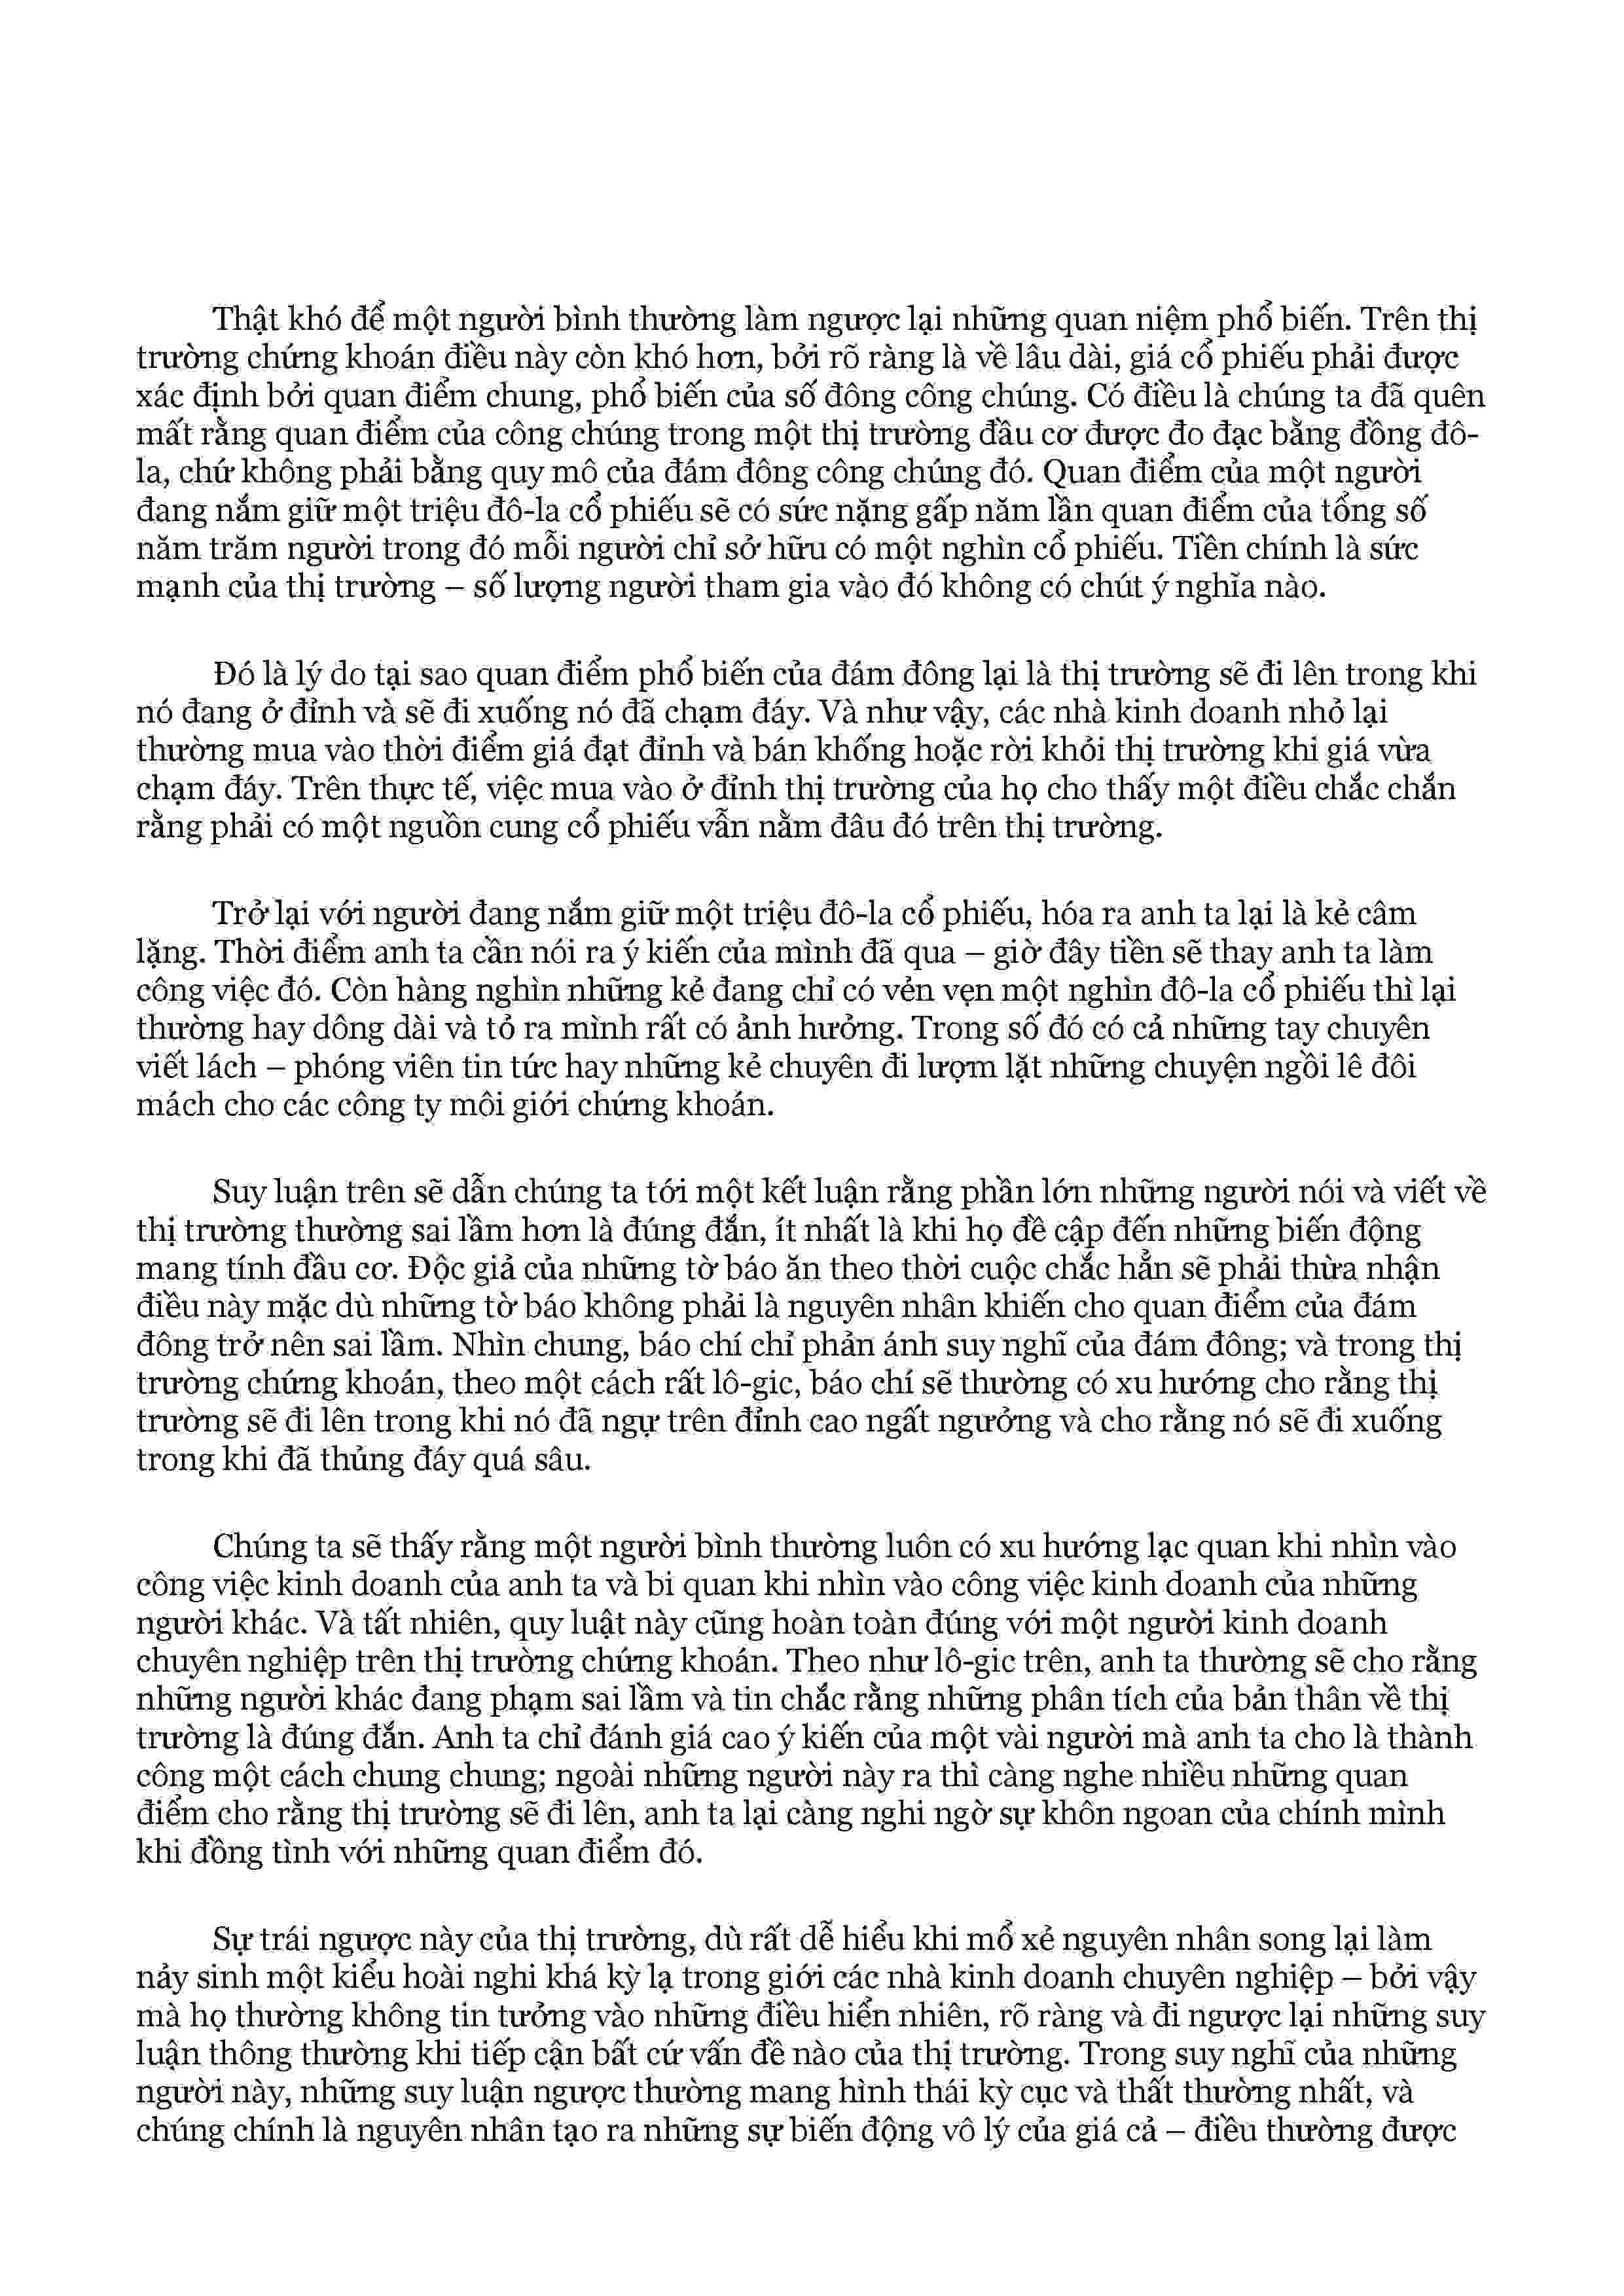 Thật khó để một người bình thường làm ngược lại những quan niệm phổ biến. Trên thị
trường chứng khoán điều này còn khó hơn, bởi rõ ràng là về lâu dài, giá cổ phiếu phải được
xác định bởi quan điểm chung, phổ biến của số đông công chúng. Có điều là chúng ta đã quên
mất rằng quan điểm của công chúng trong một thị trường đầu cơ được đo đạc bằng đồng đô-
la, chứ không phải bằng quy mô của đám đông công chúng đó. Quan điểm của một người
đang nắm giữ một triệu đô-la cổ phiếu sẽ có sức nặng gấp năm lần quan điểm của tổng số
năm trăm người trong đó mỗi người chỉ sở hữu có một nghìn cổ phiếu. Tiền chính là sức
mạnh của thị trường – số lượng người tham gia vào đó không có chút ý nghĩa nào.
Đó là lý do tại sao quan điểm phổ biến của đám đông lại là thị trường sẽ đi lên trong khi
nó đang ở đỉnh và sẽ đi xuống nó đã chạm đáy. Và như vậy, các nhà kinh doanh nhỏ lại
thường mua vào thời điểm giá đạt đỉnh và bán khống hoặc rời khỏi thị trường khi giá vừa
chạm đáy. Trên thực tế, việc mua vào ở đỉnh thị trường của họ cho thấy một điều chắc chắn
rằng phải có một nguồn cung cổ phiếu vẫn nằm đâu đó trên thị trường.
Trở lại với người đang nắm giữ một triệu đô-la cổ phiếu, hóa ra anh ta lại là kẻ câm
lặng. Thời điểm anh ta cần nói ra ý kiến của mình đã qua – giờ đây tiền sẽ thay anh ta làm
công việc đó. Còn hàng nghìn những kẻ đang chỉ có vẻn vẹn một nghìn đô-la cổ phiếu thì lại
thường hay dông dài và tỏ ra mình rất có ảnh hưởng. Trong số đó có cả những tay chuyên
viết lách – phóng viên tin tức hay những kẻ chuyên đi lượm lặt những chuyện ngồi lê đôi
mách cho các công ty môi giới chứng khoán.
Suy luận trên sẽ dẫn chúng ta tới một kết luận rằng phần lớn những người nói và viết về
thị trường thường sai lầm hơn là đúng đắn, ít nhất là khi họ đề cập đến những biến động
mang tính đầu cơ. Độc giả của những tờ báo ăn theo thời cuộc chắc hẳn sẽ phải thừa nhận
điều này mặc dù những tờ báo không phải là nguyên nhân khiến cho quan điểm của đám
đông trở nên sai lầm. Nhìn chung, báo chí chỉ phản ánh suy nghĩ của đám đông; và trong thị
trường chứng khoán, theo một cách rất lô-gic, báo chí sẽ thường có xu hướng cho rằng thị
trường sẽ đi lên trong khi nó đã ngự trên đỉnh cao ngất ngưởng và cho rằng nó sẽ đi xuống
trong khi đã thủng đáy quá sâu.
Chúng ta sẽ thấy rằng một người bình thường luôn có xu hướng lạc quan khi nhìn vào
công việc kinh doanh của anh ta và bi quan khi nhìn vào công việc kinh doanh của những
người khác. Và tất nhiên, quy luật này cũng hoàn toàn đúng với một người kinh doanh
chuyên nghiệp trên thị trường chứng khoán. Theo như lô-gic trên, anh ta thường sẽ cho rằng
những người khác đang phạm sai lầm và tin chắc rằng những phân tích của bản thân về thị
trường là đúng đắn. Anh ta chỉ đánh giá cao ý kiến của một vài người mà anh ta cho là thành
công một cách chung chung; ngoài những người này ra thì càng nghe nhiều những quan
điểm cho rằng thị trường sẽ đi lên, anh ta lại càng nghi ngờ sự khôn ngoan của chính mình
khi đồng tình với những quan điểm đó.
Sự trái ngược này của thị trường, dù rất dễ hiểu khi mổ xẻ nguyên nhân song lại làm
nảy sinh một kiểu hoài nghi khá kỳ lạ trong giới các nhà kinh doanh chuyên nghiệp – bởi vậy
mà họ thường không tin tưởng vào những điều hiển nhiên, rõ ràng và đi ngược lại những suy
luận thông thường khi tiếp cận bất cứ vấn đề nào của thị trường. Trong suy nghĩ của những
người này, những suy luận ngược thường mang hình thái kỳ cục và thất thường nhất, và
chúng chính là nguyên nhân tạo ra những sự biến động vô lý của giá cả – điều thường được